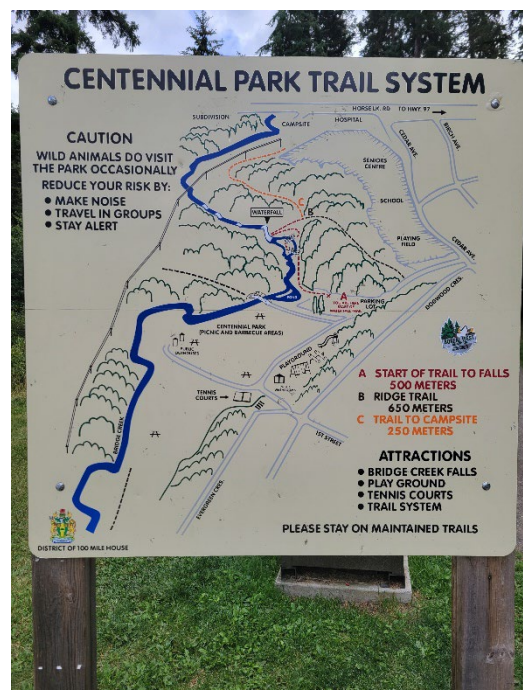 CENTENNIAL PARK TRAIL SYSTEM
HORSE LK. RD. TO HWY. 97
SUBDIVISION
CAMPSITE
HOSPITAL
CEDAR AVE.
BIRCH AVE.
CAUTION
WILD ANIMALS DO VISIT
THE PARK OCCASIONALLY
REDUCE YOUR RISK BY:
• MAKE NOISE
• TRAVEL IN GROUPS
• STAY ALERT
SENIORS
CENTRE
SCHOOL
C
B
WATERFALL
PLAYING
FIELD
CEDAR AVE.
DOGWOOD CRES.
A
PARKING
LOT
CENTENNIAL PARK
(PICNIC AND BARBECUE AREAS)
PUBLIC
PLAYGROUND
TENNIS
COURTS
BRIDGE CREEK
1ST STREET
EVERGREEN CRES.
A START OF TRAIL TO FALLS
500 METERS
B RIDGE TRAIL
650 METERS
C TRAIL TO CAMPSITE
250 METERS
ATTRACTIONS
• BRIDGE CREEK FALLS
• PLAY GROUND
• TENNIS COURTS
• TRAIL SYSTEM
PLEASE STAY ON MAINTAINED TRAILS
DISTRICT OF 100 MILE HOUSE